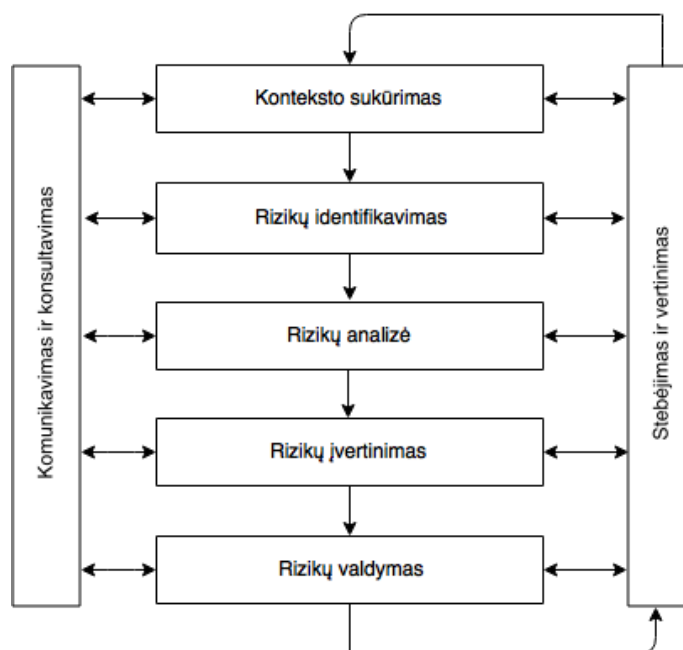 Konteksto sukūrimas
Rizikų identifikavimas
Rizikų analizė
Rizikų įvertinimas
Rizikų valdymas
Komunikavimas ir konsultavimas
Stebėjimas ir vertinimas